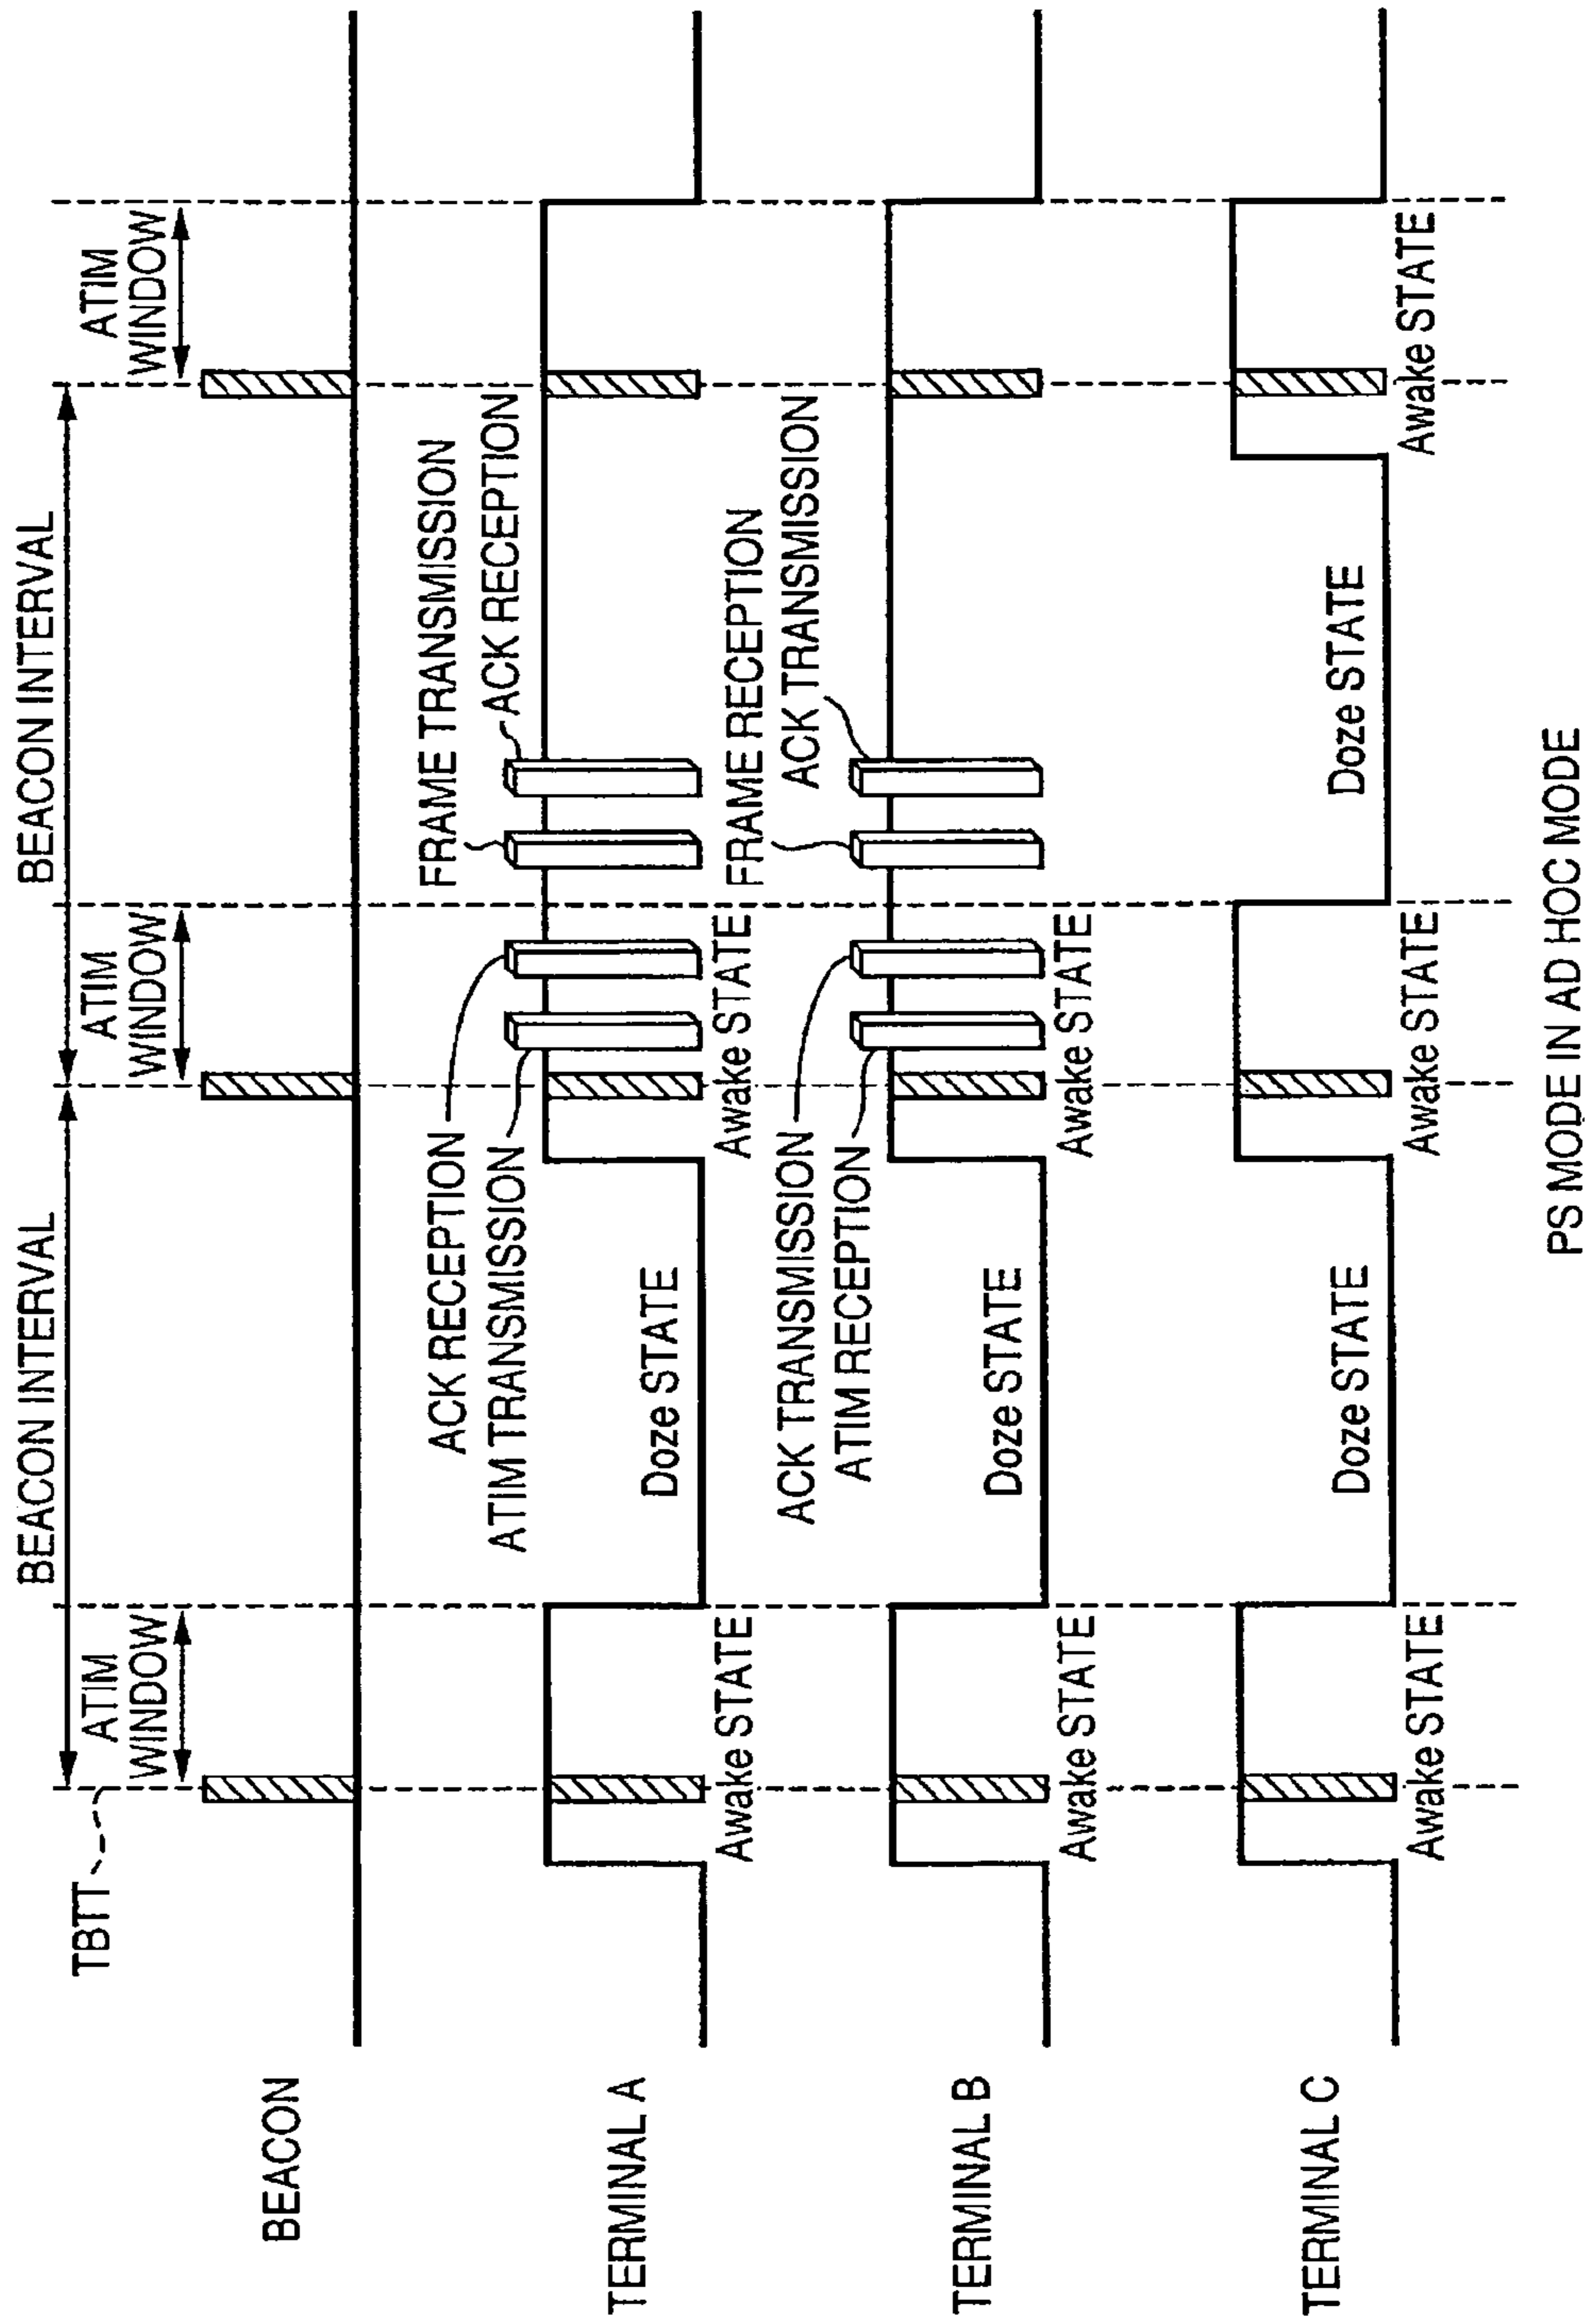 BEACON INTERVAL
BEACON INTERVAL
TBTT
ATIM
WINDOW
ATIM
WINDOW
ATIM
WINDOW
BEACON
FRAME TRANSMISSION
ACK RECEPTION
ACK RECEPTION
ATIM TRANSMISSION
TERMINAL A
Doze STATE
Awake STATE
Awake STATE
FRAME RECEPTION
ACK TRANSMISSION
ACK TRANSMISSION
ATIM RECEPTION
TERMINAL B
Doze STATE
Awake STATE
Awake STATE
TERMINAL C
Doze STATE
Doze STATE
Awake STATE
Awake STATE
Awake STATE
PS MODE IN AD HOC MODE